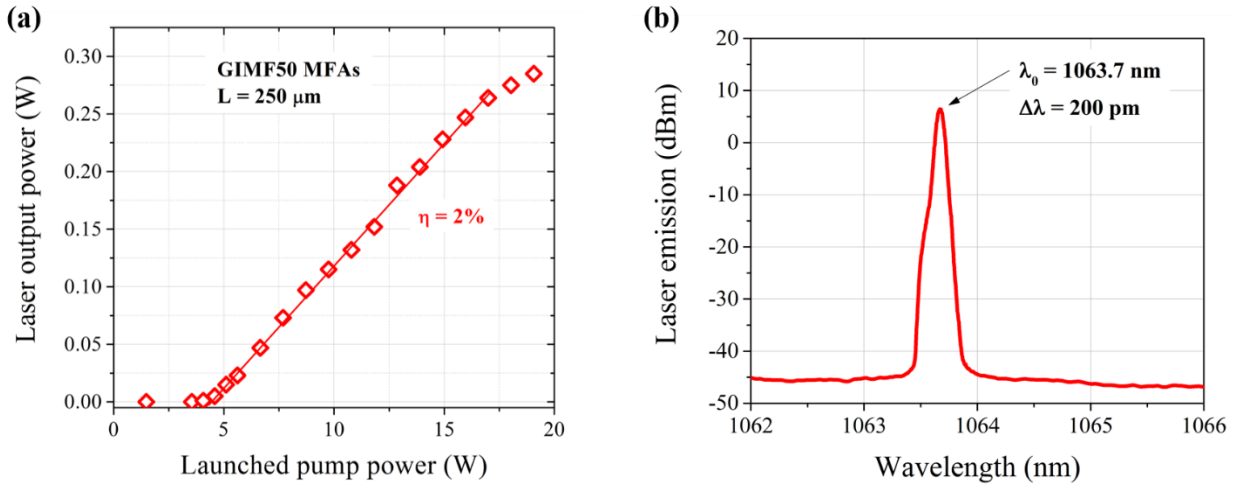 (a)
GIMF50 MFAs
L = 250 μm
η = 2%
Laser output power (W)
0.30
0.25
0.20
0.15
0.10
0.05
0.00
0 5 10 15 20
Launched pump power (W)
(b)
λ₀ = 1063.7 nm
Δλ = 200 pm
Laser emission (dBm)
20
10
0
-10
-20
-30
-40
-50
1062 1063 1064 1065 1066
Wavelength (nm)